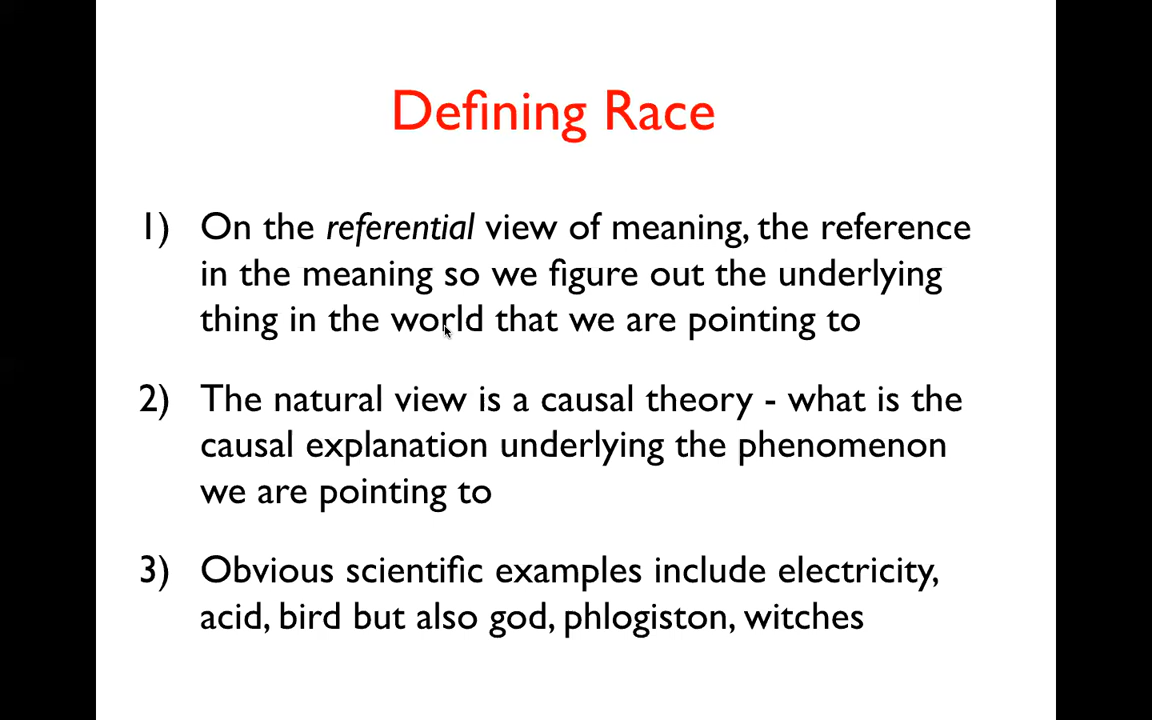 Defining Race
1) On the referential view of meaning, the reference
in the meaning so we figure out the underlying
thing in the world that we are pointing to
2) The natural view is a causal theory - what is the
causal explanation underlying the phenomenon
we are pointing to
3) Obvious scientific examples include electricity,
acid, bird but also god, phlogiston, witches